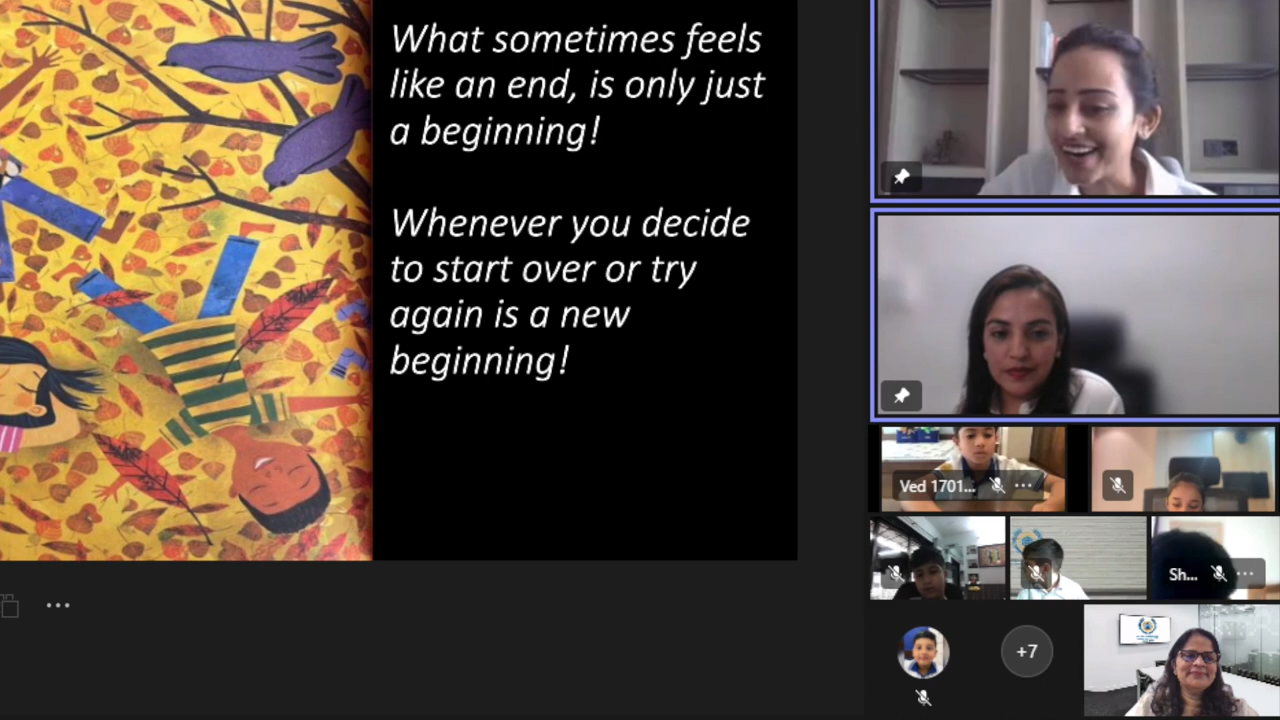 What sometimes feels
like an end, is only just
a beginning!
Whenever you decide
to start over or try
again is a new
beginning!
Ved 1701...
Sh...
+7